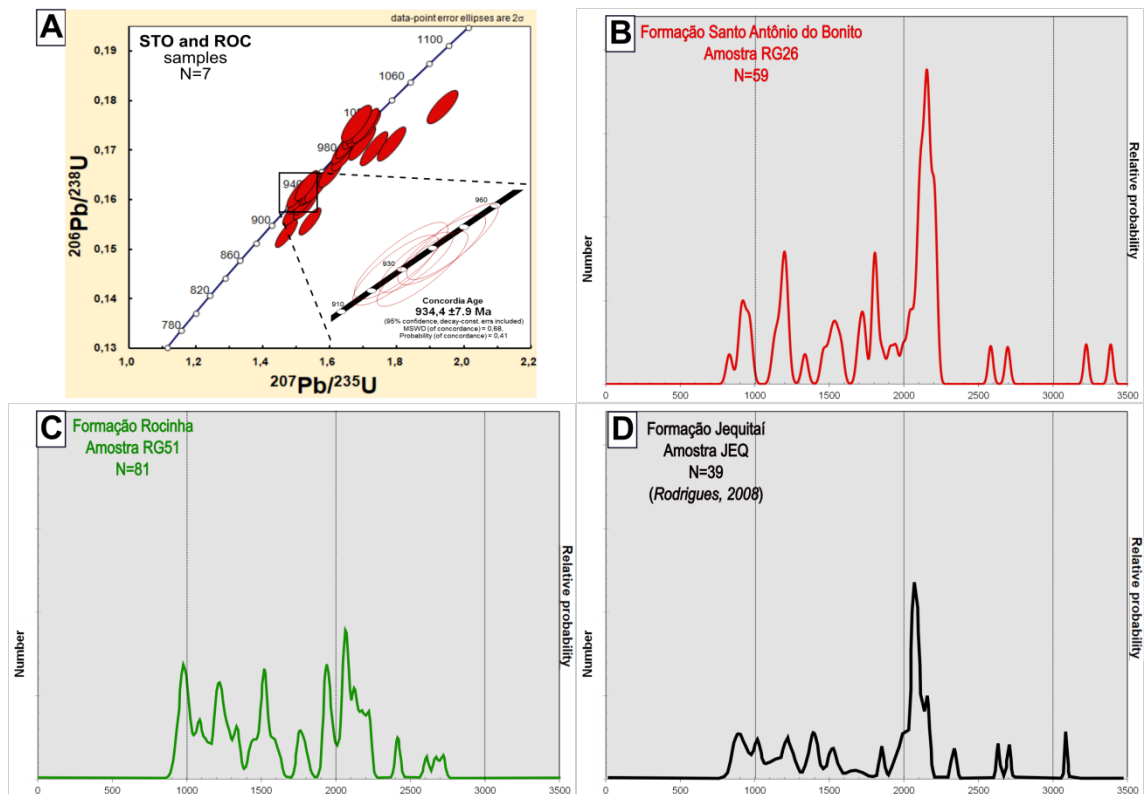 A
data-point error ellipses are 2σ
STO and ROC
samples
N=7
0,19
0,18
0,17
0,16
0,15
0,14
0,13
1100
1060
980
940
900
860
820
780
960
930
910
Concordia Age
934,4 ±7.9 Ma
(95% confidence, decay-const. errs included)
MSWD (of concordance) = 0,68,
Probability (of concordance) = 0,41
1,0 1,2 1,4 1,6 1,8 2,0 2,2
206Pb/238U
207Pb/235U
B
Formação Santo Antônio do Bonito
Amostra RG26
N=59
Number
Relative probability
0 500 1000 1500 2000 2500 3000 3500
C
Formação Rocinha
Amostra RG51
N=81
Number
Relative probability
0 500 1000 1500 2000 2500 3000 3500
D
Formação Jequitaí
Amostra JEQ
N=39
(Rodrigues, 2008)
Number
Relative probability
0 500 1000 1500 2000 2500 3000 3500